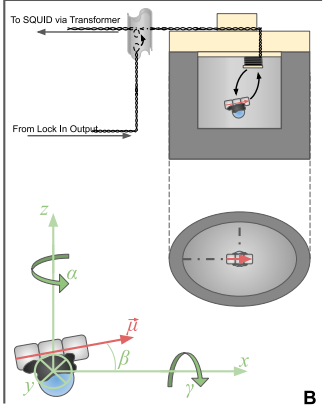 To SQUID via Transformer
From Lock In Output
z
α
μ⃗
β
x
y
γ
B